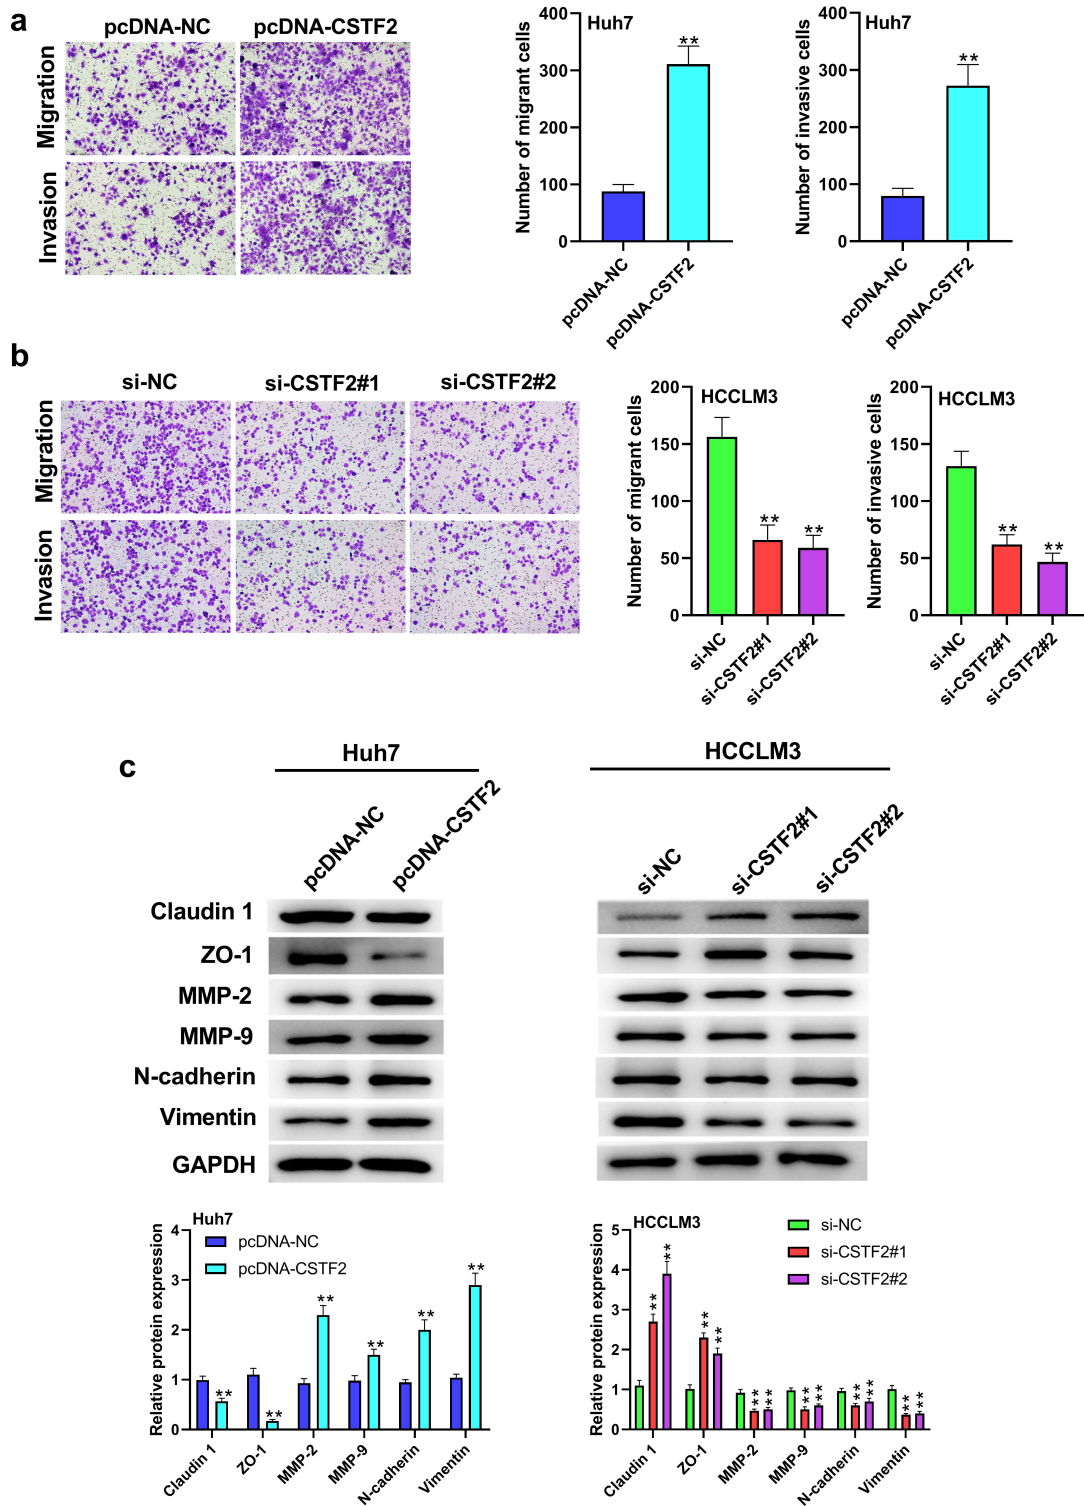 a
pcDNA-NC pcDNA-CSTF2
Migration
Invasion
Number of migrant cells
400
300
200
100
0
Huh7
**
pcDNA-NC
pcDNA-CSTF2
Number of invasive cells
400
300
200
100
0
Huh7
**
pcDNA-NC
pcDNA-CSTF2
b
si-NC si-CSTF2#1 si-CSTF2#2
Migration
Invasion
Number of migrant cells
200
150
100
50
0
HCCLM3
** **
si-NC
si-CSTF2#1
si-CSTF2#2
Number of invasive cells
200
150
100
50
0
HCCLM3
** **
si-NC
si-CSTF2#1
si-CSTF2#2
c
Huh7
pcDNA-NC
pcDNA-CSTF2
HCCLM3
si-NC
si-CSTF2#1
si-CSTF2#2
Claudin 1
ZO-1
MMP-2
MMP-9
N-cadherin
Vimentin
GAPDH
Relative protein expression
4
3
2
1
0
Huh7
pcDNA-NC
pcDNA-CSTF2
** ** ** ** ** **
Claudin 1
ZO-1
MMP-2
MMP-9
N-cadherin
Vimentin
Relative protein expression
5
4
3
2
1
0
HCCLM3
si-NC
si-CSTF2#1
si-CSTF2#2
** ** ** ** ** ** ** ** ** ** ** **
Claudin 1
ZO-1
MMP-2
MMP-9
N-cadherin
Vimentin